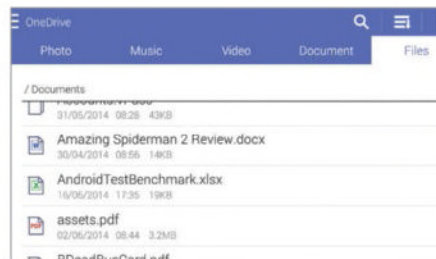 OneDrive
Photo Music Video Document Files
/ Documents
31/05/2014 08:28 43KB
Amazing Spiderman 2 Review.docx
30/04/2014 08:56 14KB
AndroidTestBenchmark.xlsx
16/06/2014 17:35 19KB
assets.pdf
02/06/2014 08:44 3.2MB